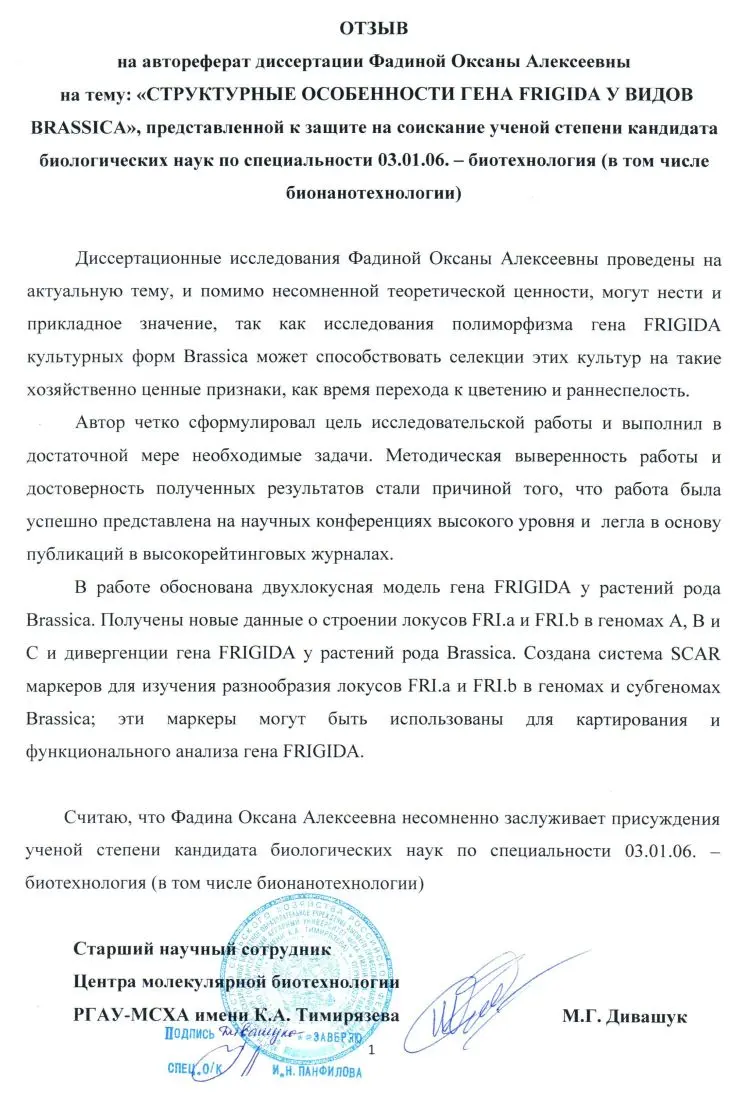 ОТЗЫВ
на автореферат диссертации Фадиной Оксаны Алексеевны
на тему: «СТРУКТУРНЫЕ ОСОБЕННОСТИ ГЕНА FRIGIDA У ВИДОВ
BRASSICA», представленной к защите на соискание ученой степени кандидата
биологических наук по специальности 03.01.06. – биотехнология (в том числе
бионанотехнологии)
Диссертационные исследования Фадиной Оксаны Алексеевны проведены на
актуальную тему, и помимо несомненной теоретической ценности, могут нести и
прикладное значение, так как исследования полиморфизма гена FRIGIDA
культурных форм Brassica может способствовать селекции этих культур на такие
хозяйственно ценные признаки, как время перехода к цветению и раннеспелость.
Автор четко сформулировал цель исследовательской работы и выполнил в
достаточной мере необходимые задачи. Методическая выверенность работы и
достоверность полученных результатов стали причиной того, что работа была
успешно представлена на научных конференциях высокого уровня и легла в основу
публикаций в высокорейтинговых журналах.
В работе обоснована двухлокусная модель гена FRIGIDA у растений рода
Brassica. Получены новые данные о строении локусов FRI.a и FRI.b в геномах А, В и
С и дивергенции гена FRIGIDA у растений рода Brassica. Создана система SCAR
маркеров для изучения разнообразия локусов FRI.a и FRI.b в геномах и субгеномах
Brassica; эти маркеры могут быть использованы для картирования и
функционального анализа гена FRIGIDA.
Считаю, что Фадина Оксана Алексеевна несомненно заслуживает присуждения
ученой степени кандидата биологических наук по специальности 03.01.06. –
биотехнология (в том числе бионанотехнологии)
Старший научный сотрудник
Центра молекулярной биотехнологии
РГАУ-МСХА имени К.А. Тимирязева М.Г. Дивашук
ПОДПИСЬ Дивашука ЗАВЕРЯЮ
1
СПЕЦ.О/К И.Н.ПАНФИЛОВА